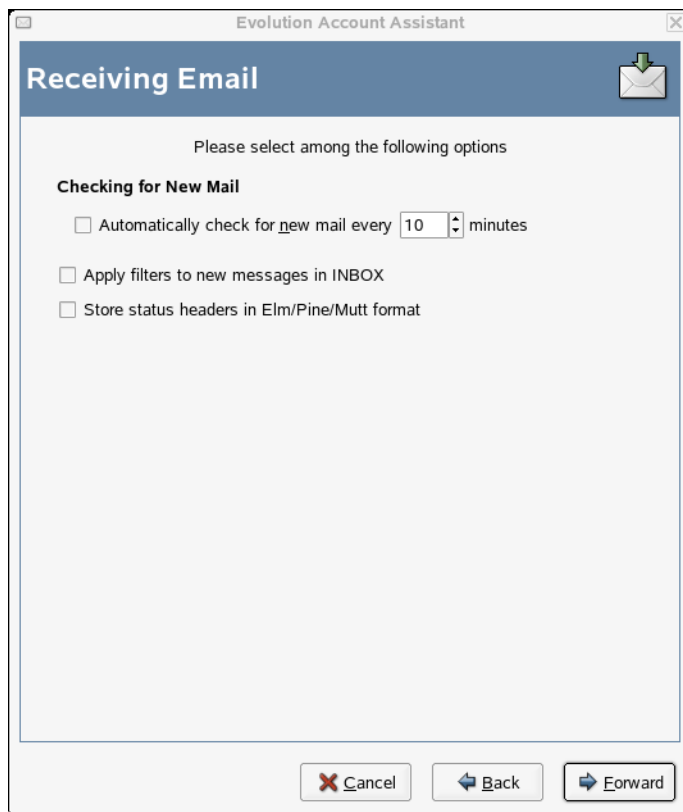 Evolution Account Assistant
Receiving Email
Please select among the following options
Checking for New Mail
Automatically check for new mail every 10 minutes
Apply filters to new messages in INBOX
Store status headers in Elm/Pine/Mutt format
Cancel Back Forward